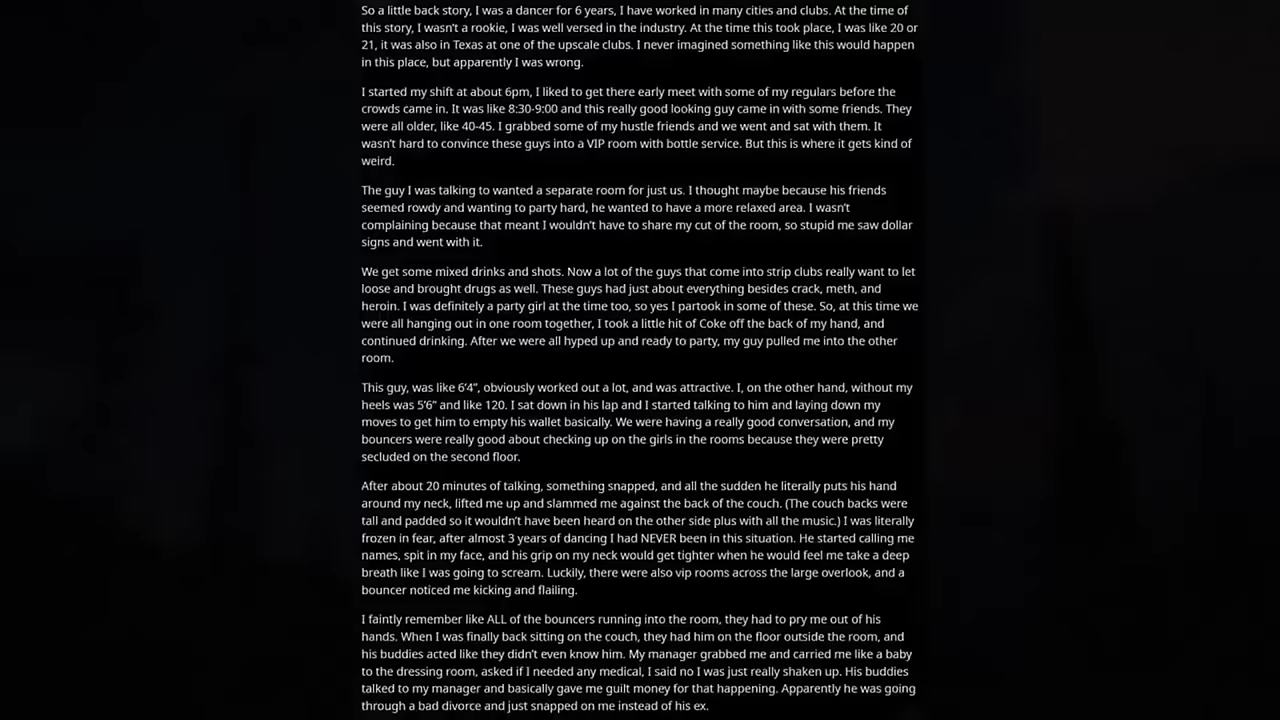 So a little back story, I was a dancer for 6 years, I have worked in many cities and clubs. At the time of
this story, I wasn't a rookie, I was well versed in the industry. At the time this took place, I was like 20 or
21, it was also in Texas at one of the upscale clubs. I never imagined something like this would happen
in this place, but apparently I was wrong.
I started my shift at about 6pm, I liked to get there early meet with some of my regulars before the
crowds came in. It was like 8:30-9:00 and this really good looking guy came in with some friends. They
were all older, like 40-45. I grabbed some of my hustle friends and we went and sat with them. It
wasn't hard to convince these guys into a VIP room with bottle service. But this is where it gets kind of
weird.
The guy I was talking to wanted a separate room for just us. I thought maybe because his friends
seemed rowdy and wanting to party hard, he wanted to have a more relaxed area. I wasn't
complaining because that meant I wouldn't have to share my cut of the room, so stupid me saw dollar
signs and went with it.
We get some mixed drinks and shots. Now a lot of the guys that come into strip clubs really want to let
loose and brought drugs as well. These guys had just about everything besides crack, meth, and
heroin. I was definitely a party girl at the time too, so yes I partook in some of these. So, at this time we
were all hanging out in one room together, I took a little hit of Coke off the back of my hand, and
continued drinking. After we were all hyped up and ready to party, my guy pulled me into the other
room.
This guy, was like 6'4", obviously worked out a lot, and was attractive. I, on the other hand, without my
heels was 5'6" and like 120. I sat down in his lap and I started talking to him and laying down my
moves to get him to empty his wallet basically. We were having a really good conversation, and my
bouncers were really good about checking up on the girls in the rooms because they were pretty
secluded on the second floor.
After about 20 minutes of talking, something snapped, and all the sudden he literally puts his hand
around my neck, lifted me up and slammed me against the back of the couch. (The couch backs were
tall and padded so it wouldn't have been heard on the other side plus with all the music.) I was literally
frozen in fear, after almost 3 years of dancing I had NEVER been in this situation. He started calling me
names, spit in my face, and his grip on my neck would get tighter when he would feel me take a deep
breath like I was going to scream. Luckily, there were also vip rooms across the large overlook, and a
bouncer noticed me kicking and flailing.
I faintly remember like ALL of the bouncers running into the room, they had to pry me out of his
hands. When I was finally back sitting on the couch, they had him on the floor outside the room, and
his buddies acted like they didn't even know him. My manager grabbed me and carried me like a baby
to the dressing room, asked if I needed any medical, I said no I was just really shaken up. His buddies
talked to my manager and basically gave me guilt money for that happening. Apparently he was going
through a bad divorce and just snapped on me instead of his ex.